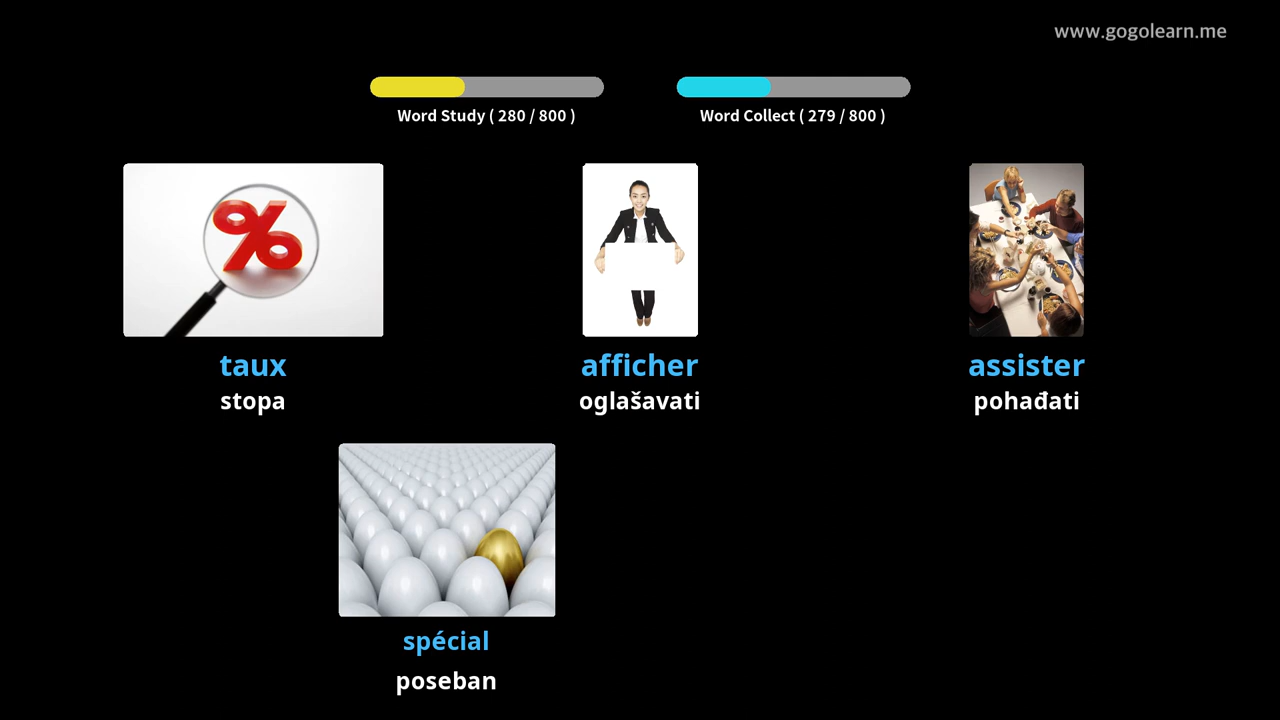 www.gogolearn.me
Word Study ( 280 / 800 )
Word Collect ( 279 / 800 )
%
taux
stopa
afficher
oglašavati
assister
pohađati
spécial
poseban